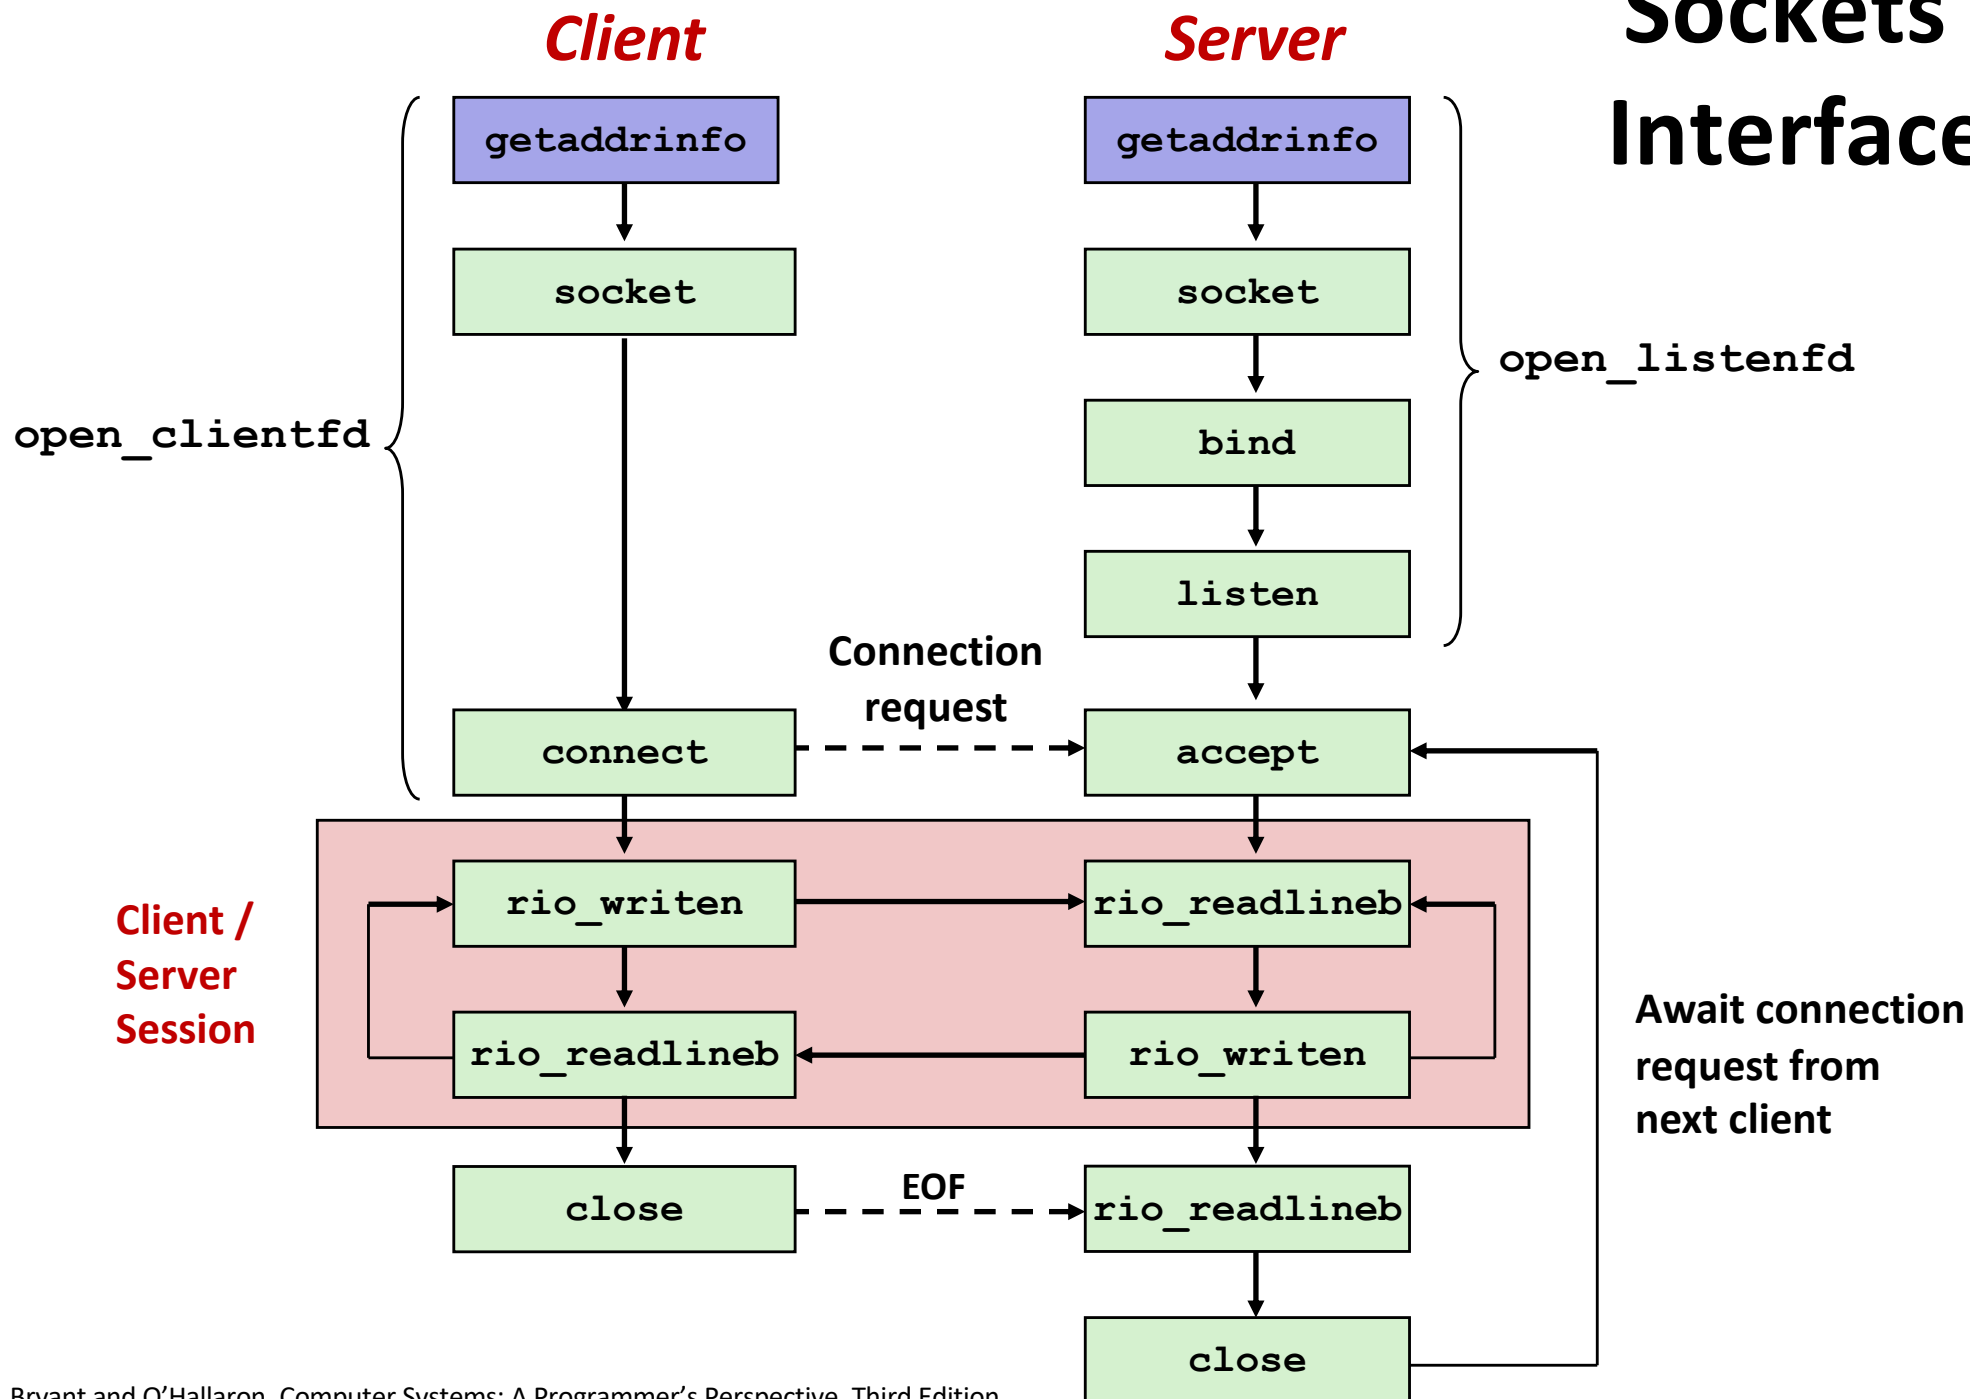 Sockets
Interface
Client
Server
getaddrinfo
getaddrinfo
socket
socket
open_listenfd
open_clientfd
bind
listen
Connection
request
connect
accept
Client /
Server
Session
rio_writen
rio_readlineb
rio_readlineb
rio_writen
Await connection
request from
next client
close
EOF
rio_readlineb
close
Bryant and O’Hallaron, Computer Systems: A Programmer’s Perspective, Third Edition